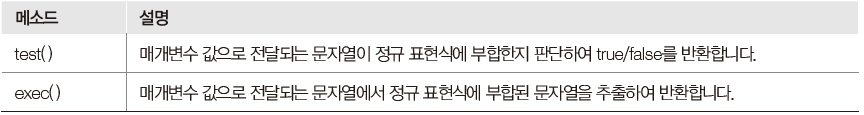 메소드 설명
test() 매개변수 값으로 전달되는 문자열이 정규 표현식에 부합한지 판단하여 true/false를 반환합니다.
exec() 매개변수 값으로 전달되는 문자열에서 정규 표현식에 부합된 문자열을 추출하여 반환합니다.